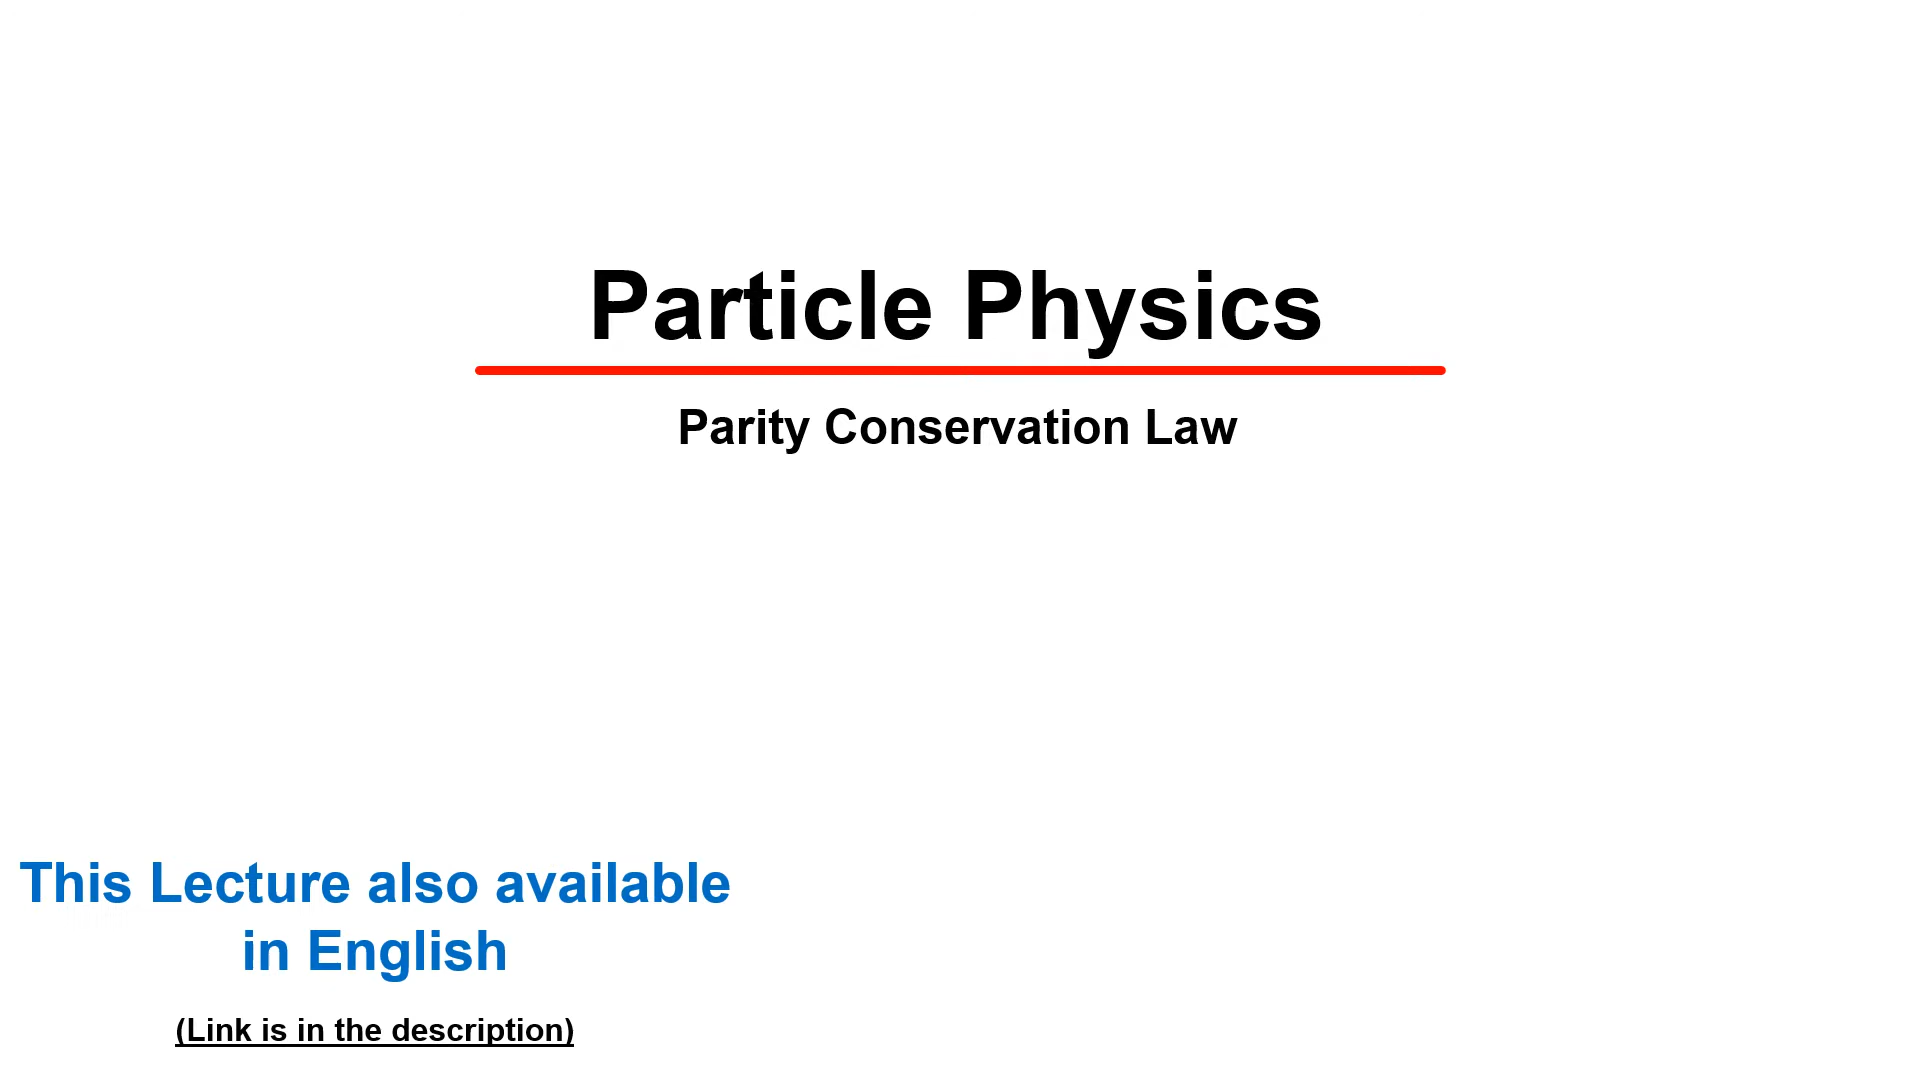 Particle Physics
Parity Conservation Law
This Lecture also available
in English
(Link is in the description)